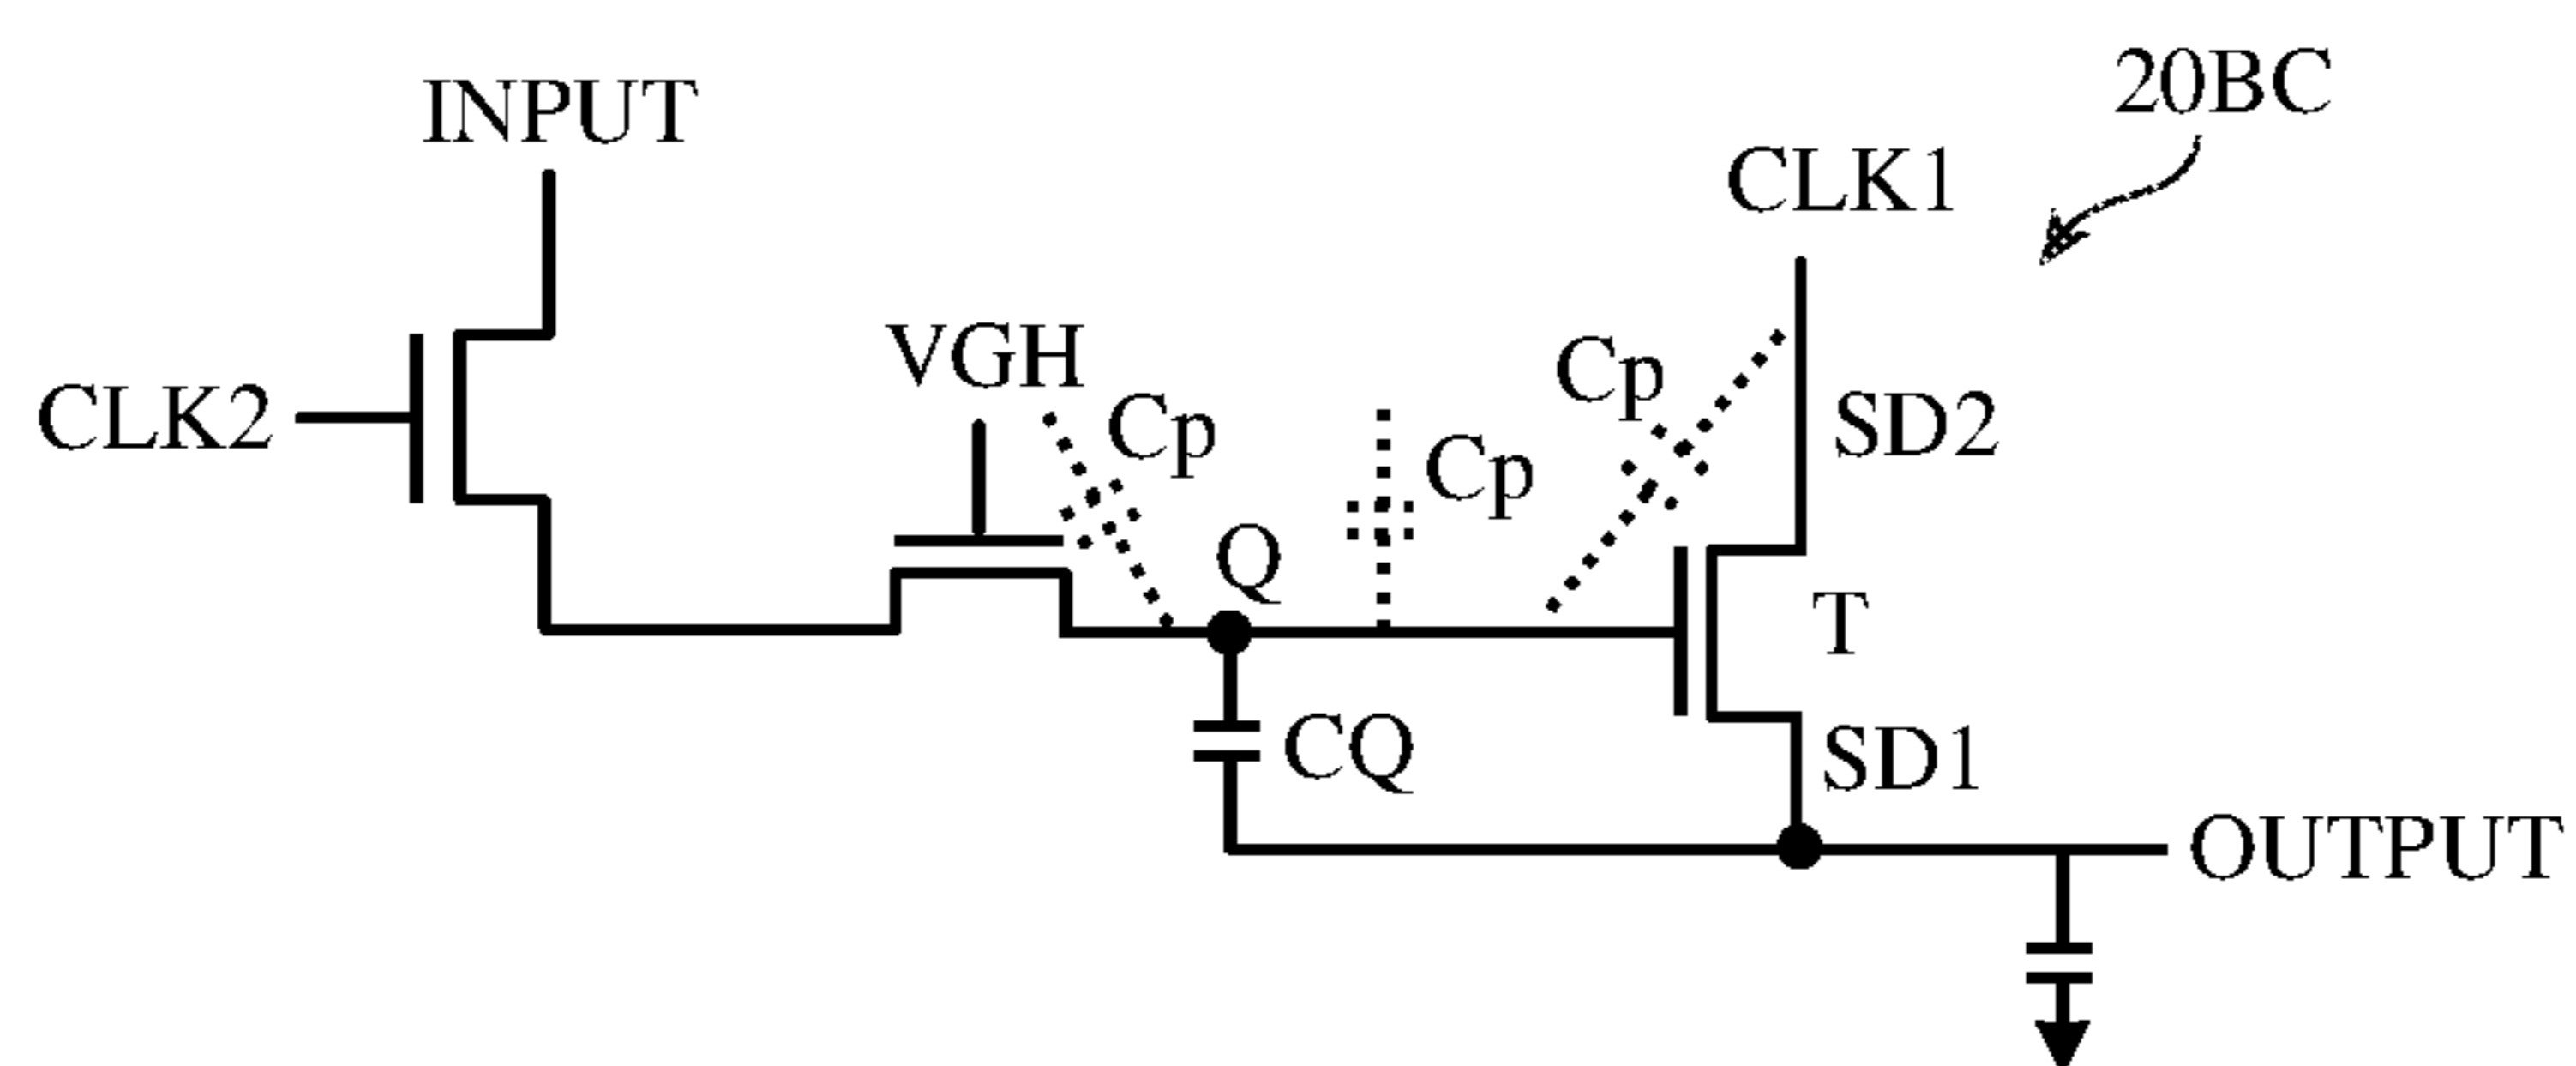 20BC
INPUT
CLK1
VGH
Cp
CLK2
Cp
SD2
Cp
Q
T
CQ
SD1
OUTPUT